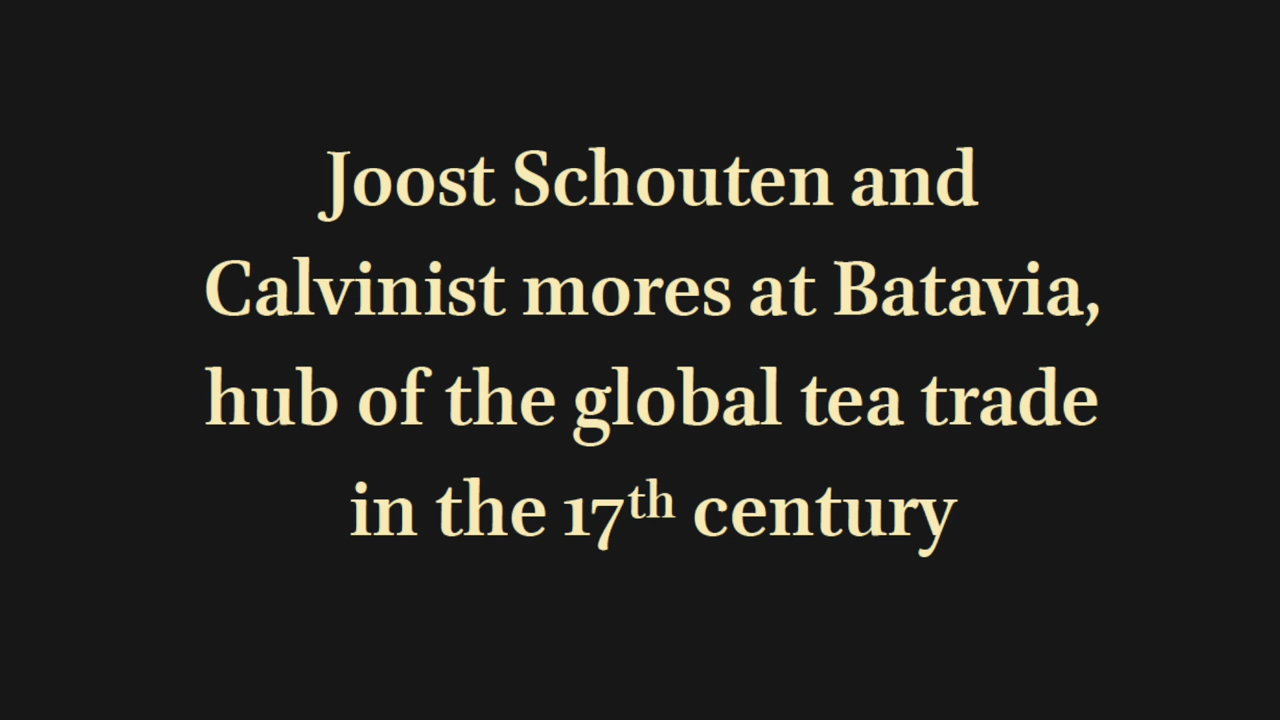 Joost Schouten and
Calvinist mores at Batavia,
hub of the global tea trade
in the 17th century